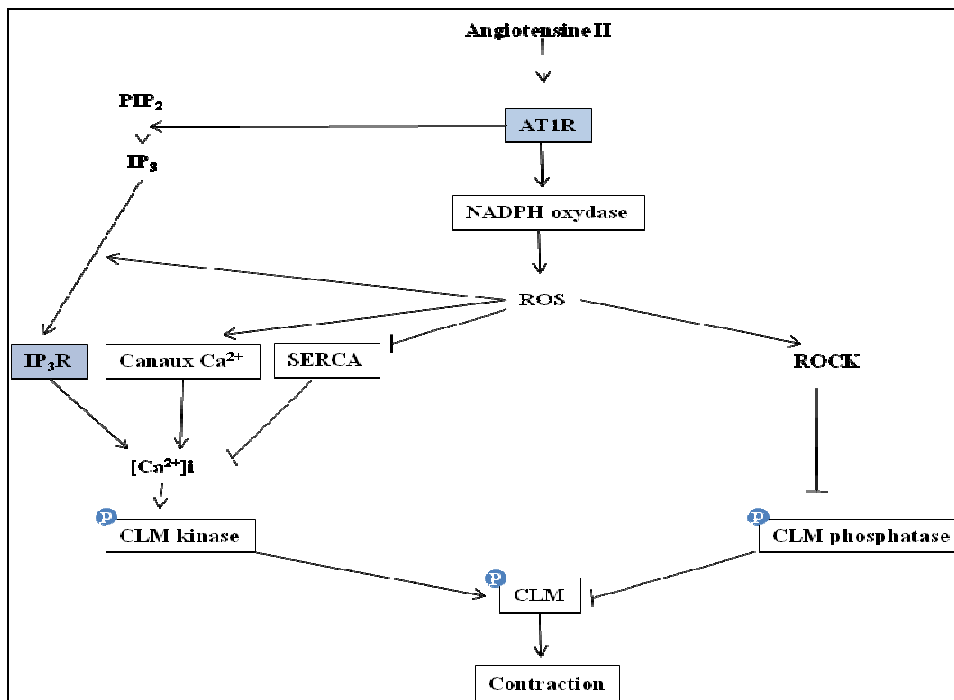 Angiotensine II
PIP₂
AT1R
IP₃
NADPH oxydase
ROS
IP₃R
Canaux Ca²⁺
SERCA
ROCK
[Ca²⁺]i
P
CLM kinase
P
CLM phosphatase
P
CLM
Contraction